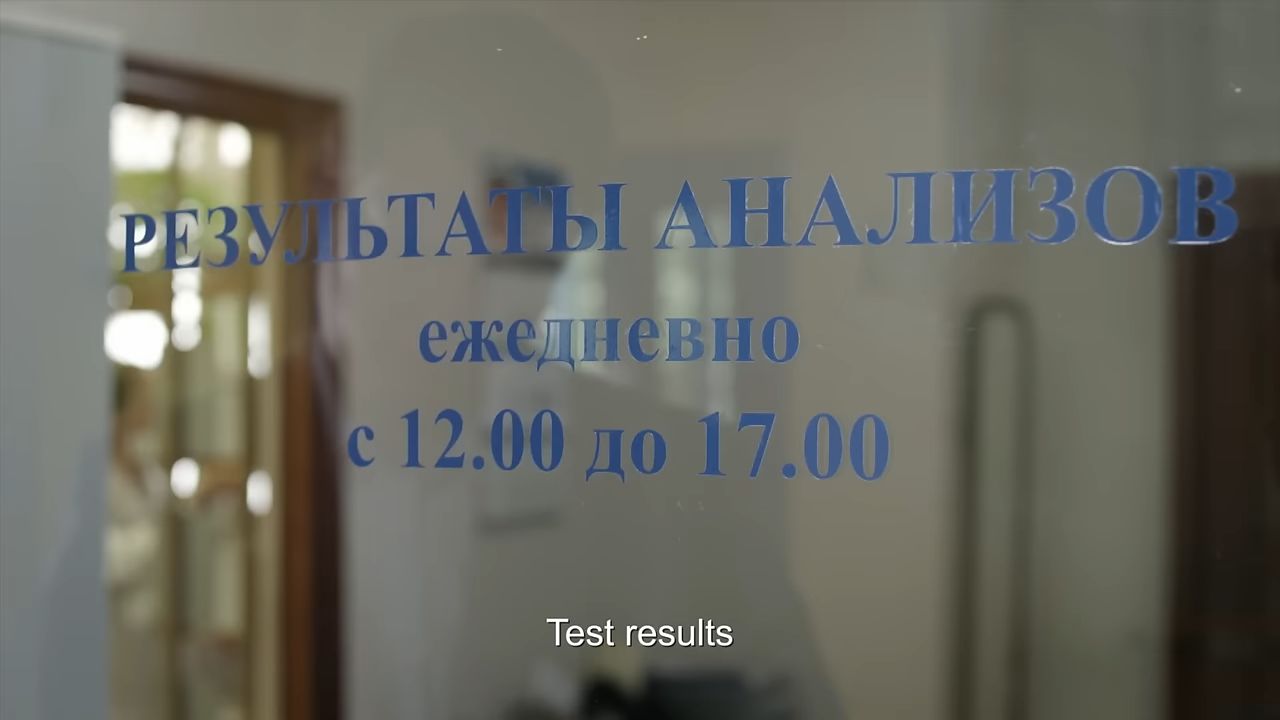 РЕЗУЛЬТАТЫ АНАЛИЗОВ
ежедневно
с 12.00 до 17.00
Test results